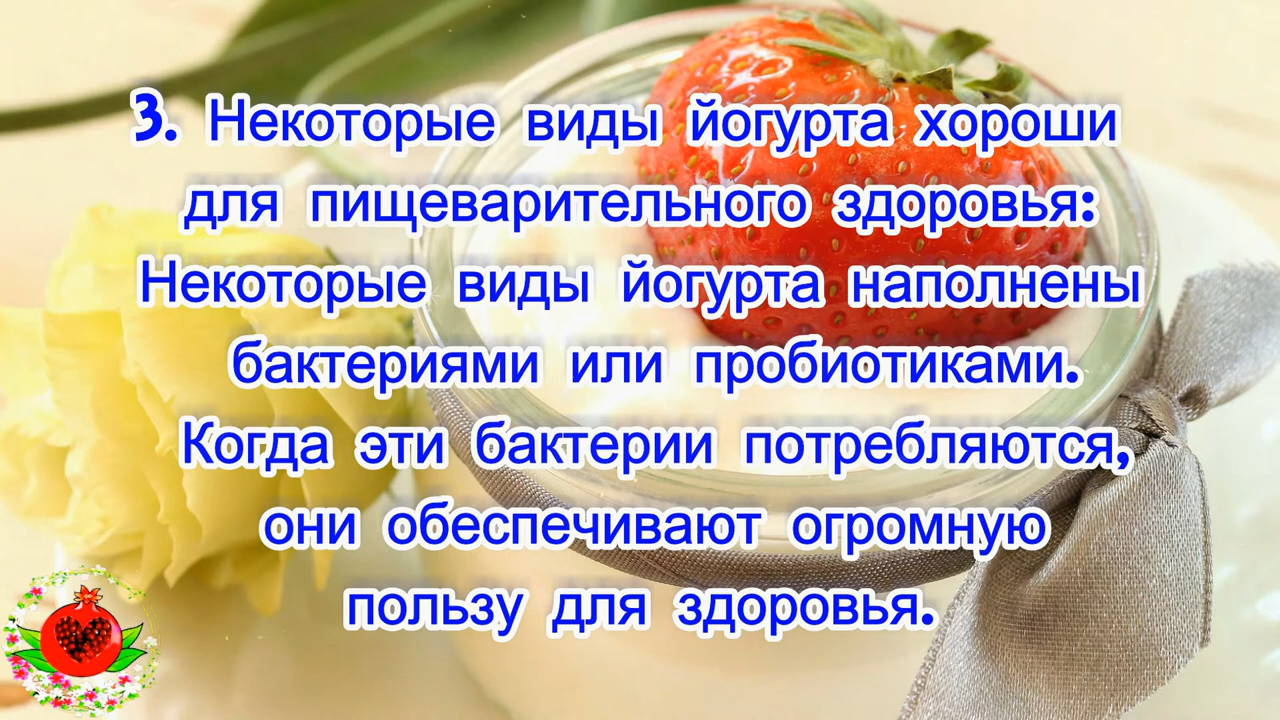 3. Некоторые виды йогурта хороши
для пищеварительного здоровья:
Некоторые виды йогурта наполнены
бактериями или пробиотиками.
Когда эти бактерии потребляются,
они обеспечивают огромную
пользу для здоровья.